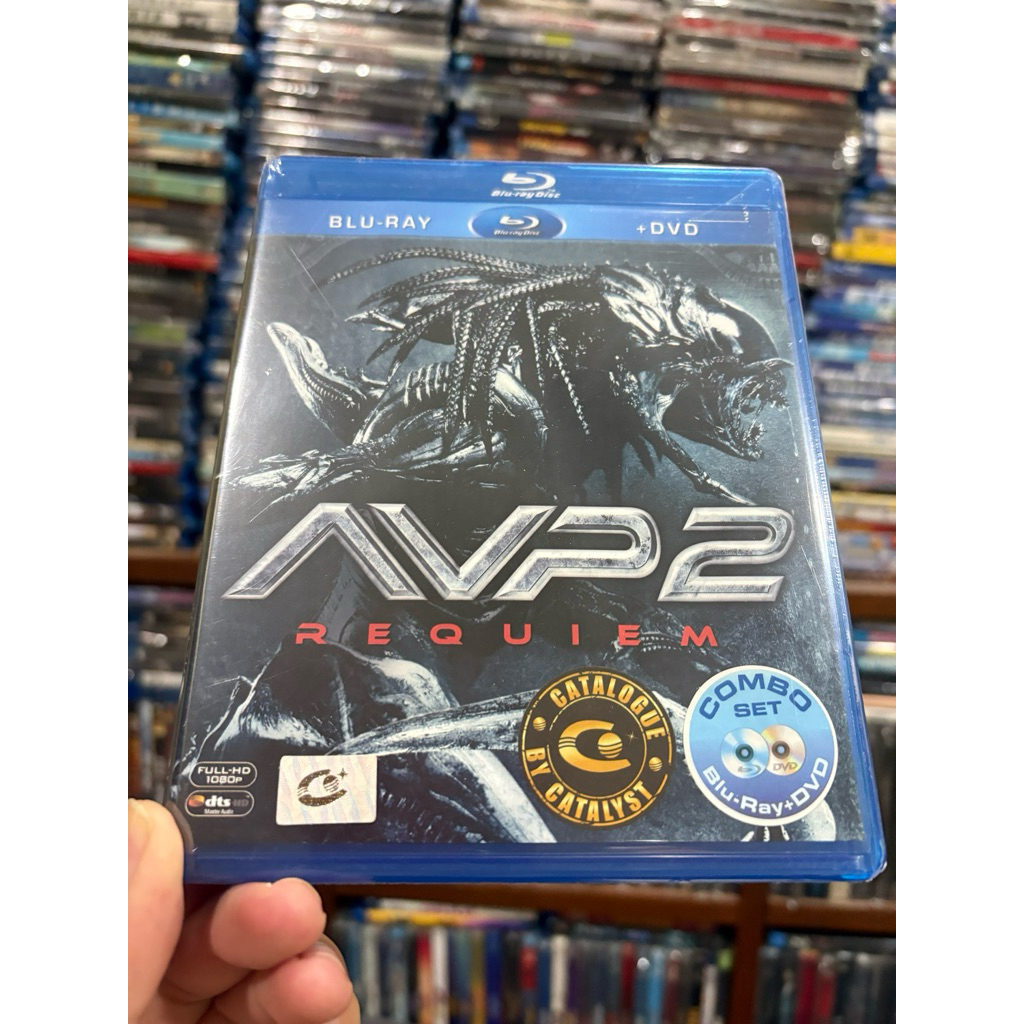 Blu-ray Disc
BLU-RAY
Blu-ray Disc
+DVD
AVP2
REQUIEM
CATALOGUE
BY CATALYST
COMBO
SET
DVD
Blu-Ray+DVD
FULL-HD
1080P
dts-HD
Master Audio